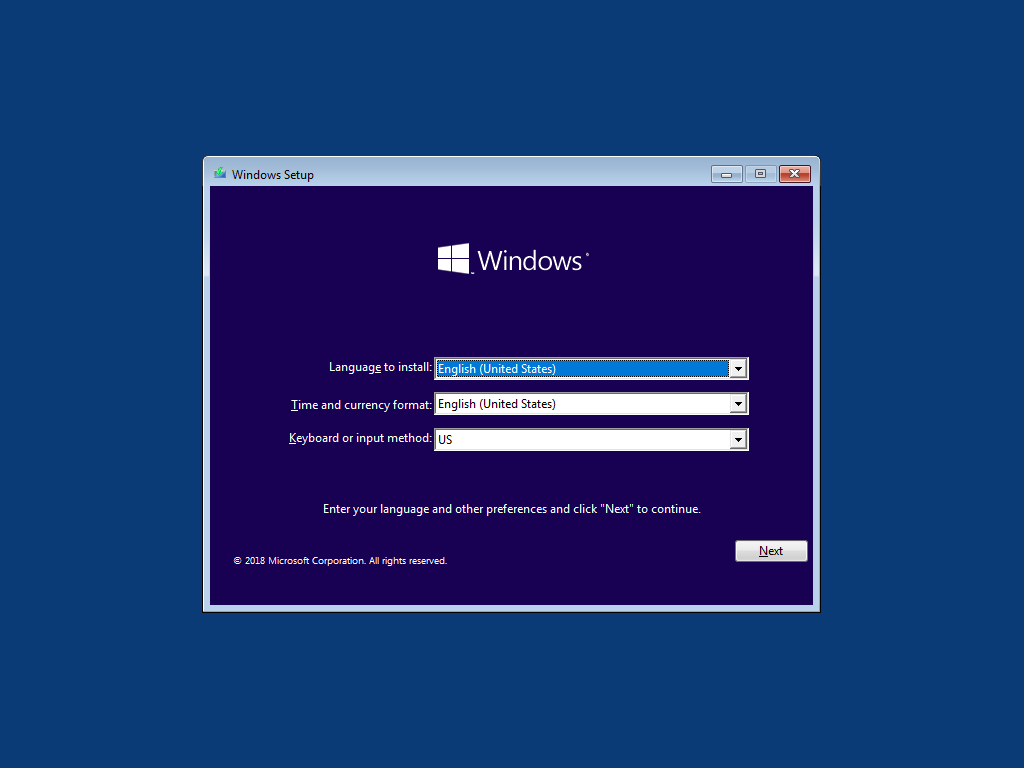 Windows Setup
Windows
Language to install: English (United States)
Time and currency format: English (United States)
Keyboard or input method: US
Enter your language and other preferences and click "Next" to continue.
Next
© 2018 Microsoft Corporation. All rights reserved.